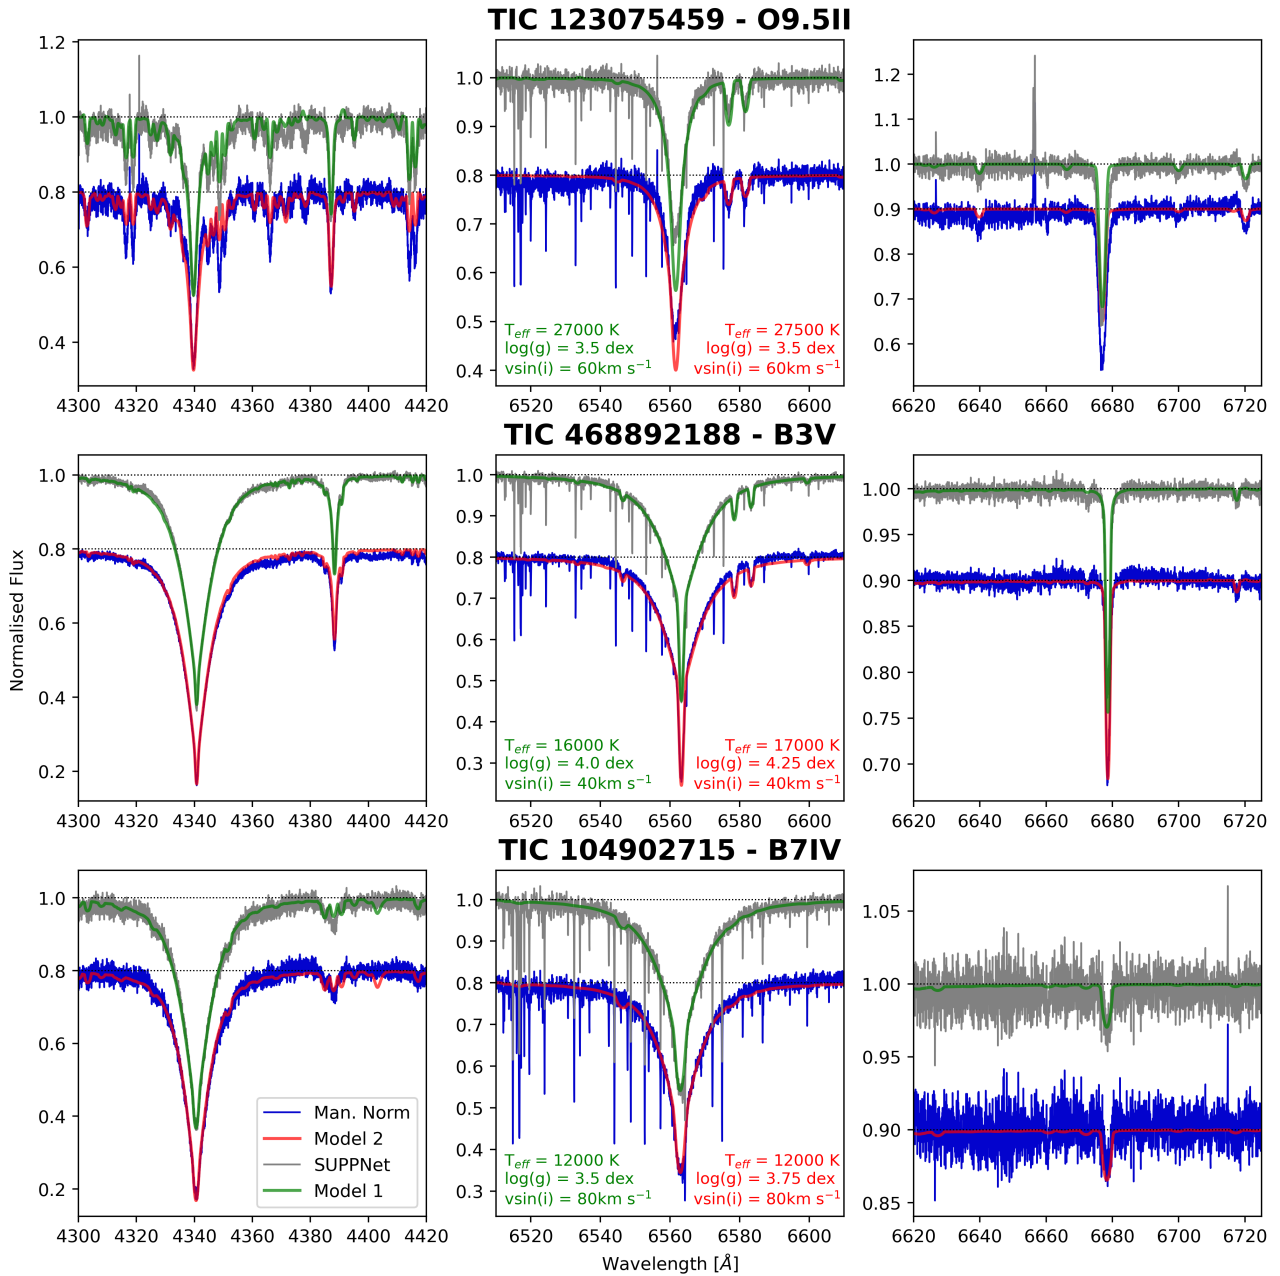 TIC 123075459 - O9.5II
1.2
1.0
0.8
0.6
0.4
4300 4320 4340 4360 4380 4400 4420
1.0
0.9
0.8
0.7
0.6
0.5
0.4
T_eff = 27000 K
log(g) = 3.5 dex
vsin(i) = 60km s⁻¹
T_eff = 27500 K
log(g) = 3.5 dex
vsin(i) = 60km s⁻¹
6520 6540 6560 6580 6600
1.2
1.1
1.0
0.9
0.8
0.7
0.6
6620 6640 6660 6680 6700 6720
TIC 468892188 - B3V
Normalised Flux
1.0
0.8
0.6
0.4
0.2
4300 4320 4340 4360 4380 4400 4420
1.0
0.9
0.8
0.7
0.6
0.5
0.4
0.3
T_eff = 16000 K
log(g) = 4.0 dex
vsin(i) = 40km s⁻¹
T_eff = 17000 K
log(g) = 4.25 dex
vsin(i) = 40km s⁻¹
6520 6540 6560 6580 6600
1.00
0.95
0.90
0.85
0.80
0.75
0.70
6620 6640 6660 6680 6700 6720
TIC 104902715 - B7IV
1.0
0.8
0.6
0.4
0.2
Man. Norm
Model 2
SUPPNet
Model 1
4300 4320 4340 4360 4380 4400 4420
1.0
0.9
0.8
0.7
0.6
0.5
0.4
0.3
T_eff = 12000 K
log(g) = 3.5 dex
vsin(i) = 80km s⁻¹
T_eff = 12000 K
log(g) = 3.75 dex
vsin(i) = 80km s⁻¹
6520 6540 6560 6580 6600
Wavelength [Å]
1.05
1.00
0.95
0.90
0.85
6620 6640 6660 6680 6700 6720